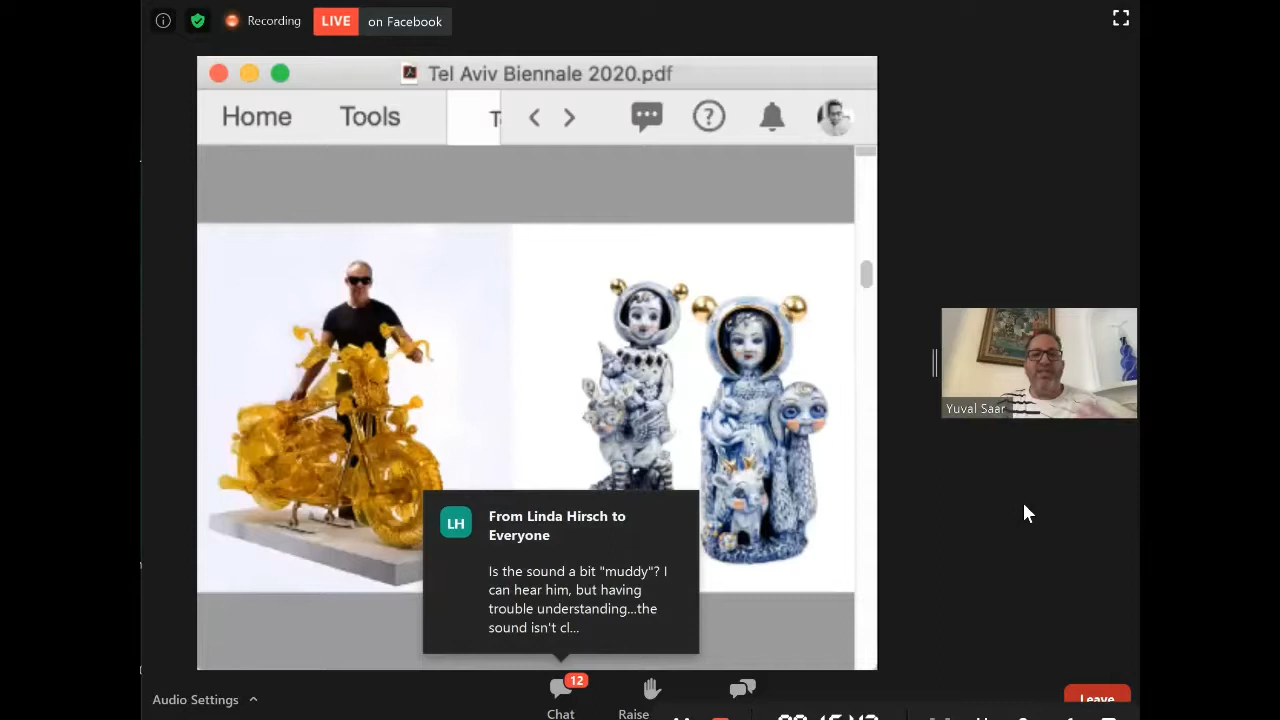 Recording
LIVE on Facebook
Tel Aviv Biennale 2020.pdf
Home Tools
Yuval Saar
LH
From Linda Hirsch to
Everyone
Is the sound a bit "muddy"? I
can hear him, but having
trouble understanding...the
sound isn't cl...
Audio Settings
12
Chat
Raise
Leave